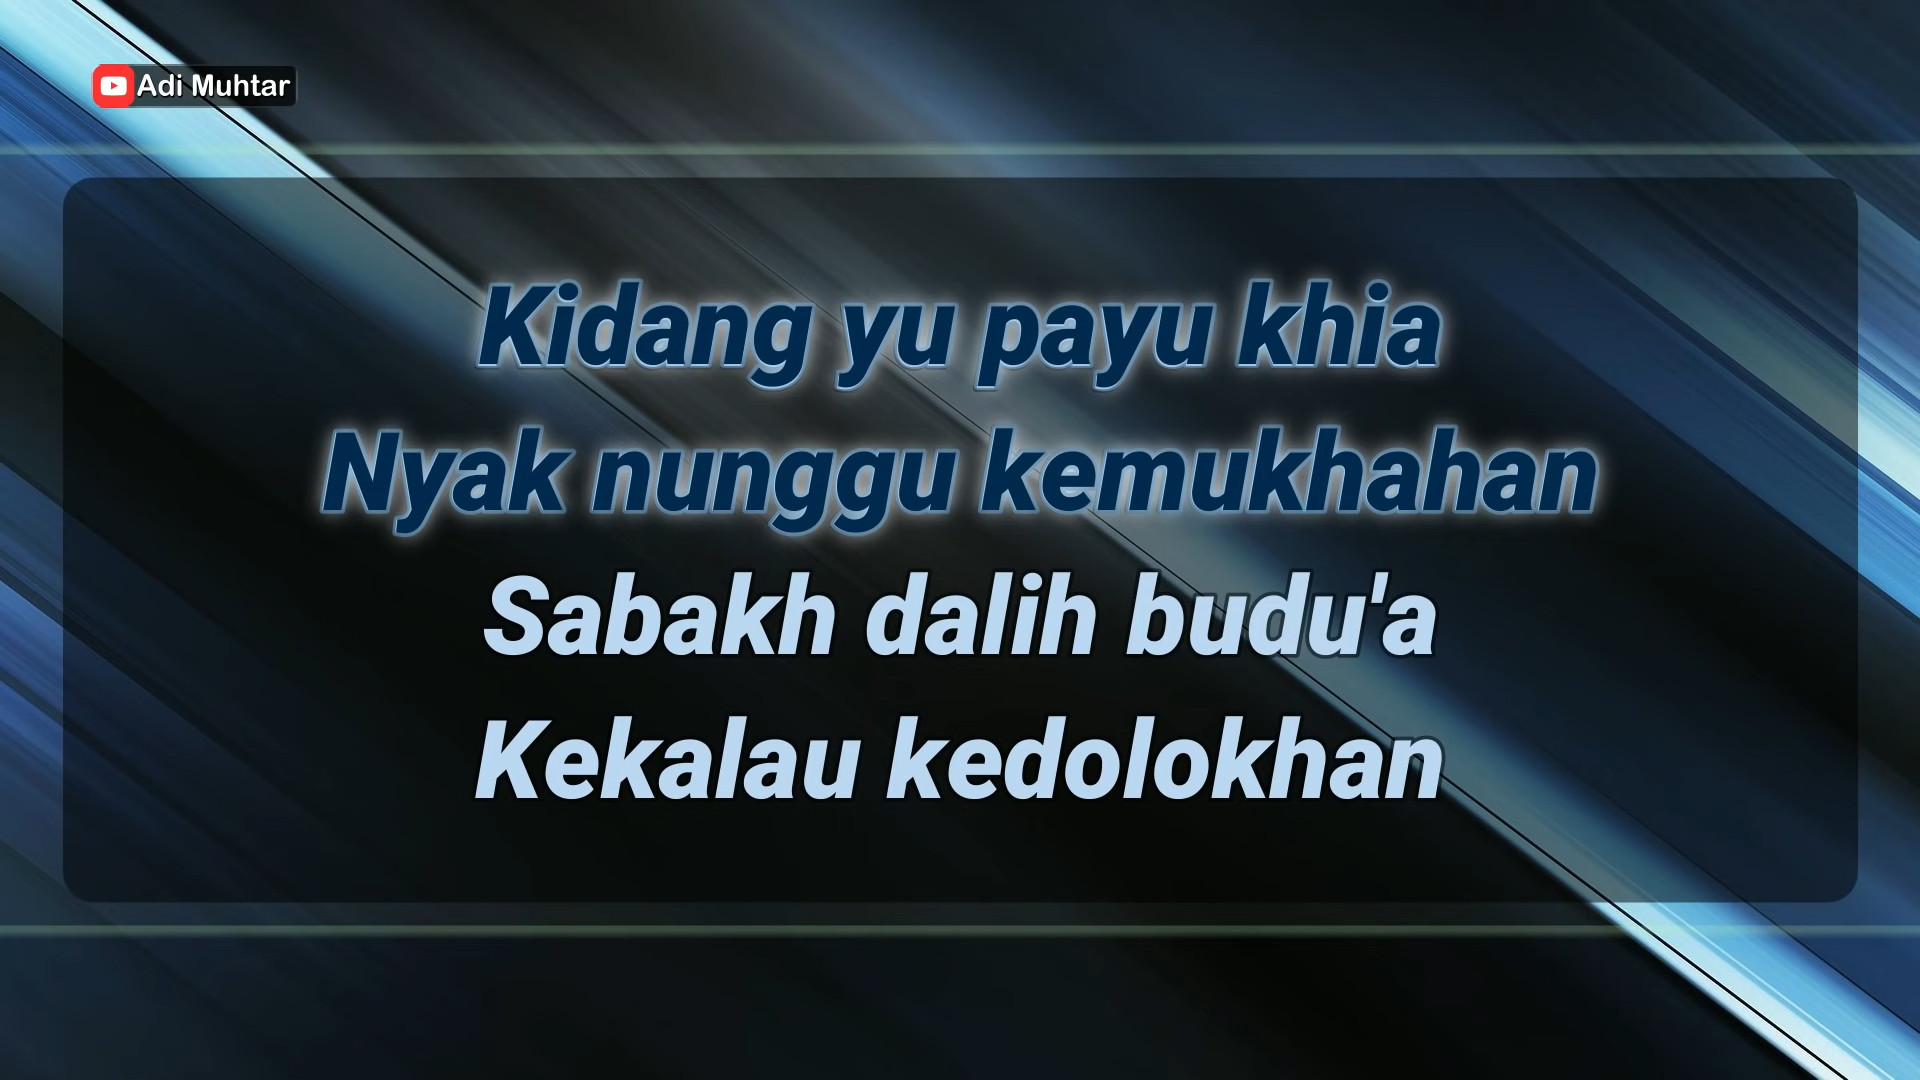 Adi Muhtar
Kidang yu payu khia
Nyak nunggu kemukhahan
Sabakh dalih budu'a
Kekalau kedolokhan